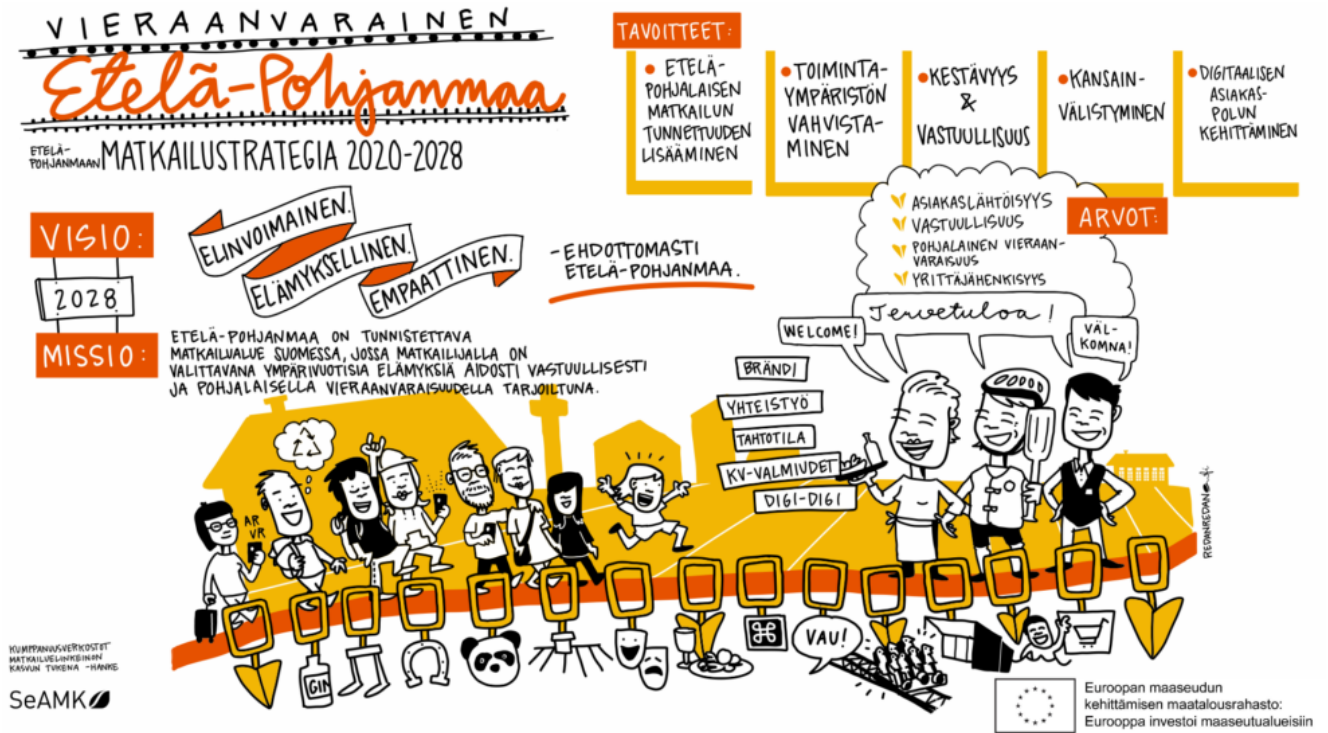 VIERAANVARAINEN
Etelä-Pohjanmaa
ETELÄ-
POHJANMAAN MATKAILUSTRATEGIA 2020-2028
TAVOITTEET:
• ETELÄ-
POHJALAISEN
MATKAILUN
TUNNETTUUDEN
LISÄÄMINEN
• TOIMINTA-
YMPÄRISTÖN
VAHVISTA-
MINEN
• KESTÄVYYS
&
VASTUULLISUUS
• KANSAIN-
VÄLISTYMINEN
• DIGITAALISEN
ASIAKAS-
POLUN
KEHITTÄMINEN
VISIO:
2028
MISSIO:
ELINVOIMAINEN.
ELÄMYKSELLINEN.
EMPAATTINEN.
-EHDOTTOMASTI
ETELÄ-POHJANMAA.
ETELÄ-POHJANMAA ON TUNNISTETTAVA
MATKAILUALUE SUOMESSA, JOSSA MATKAILIJALLA ON
VALITTAVANA YMPÄRIVUOTISIA ELÄMYKSIÄ AIDOSTI VASTUULLISESTI
JA POHJALAISELLA VIERAANVARAISUUDELLA TARJOILTUNA.
ARVOT:
ASIAKASLÄHTÖISYYS
VASTUULLISUUS
POHJALAINEN VIERAAN-
VARAISUUS
YRITTÄJÄHENKISYYS
WELCOME!
Tervetuloa!
VÄL-
KOMNA!
BRÄNDI
YHTEISTYÖ
TAHTOTILA
KV-VALMIUDET
DIGI-DIGI
AR
VR
GIN
VAU!
REDANREDAN.fi
KUMPPANUUSVERKOSTOT
MATKAILUELINKEINON
KASVUN TUKENA -HANKE
SeAMK
Euroopan maaseudun
kehittämisen maatalousrahasto:
Eurooppa investoi maaseutualueisiin